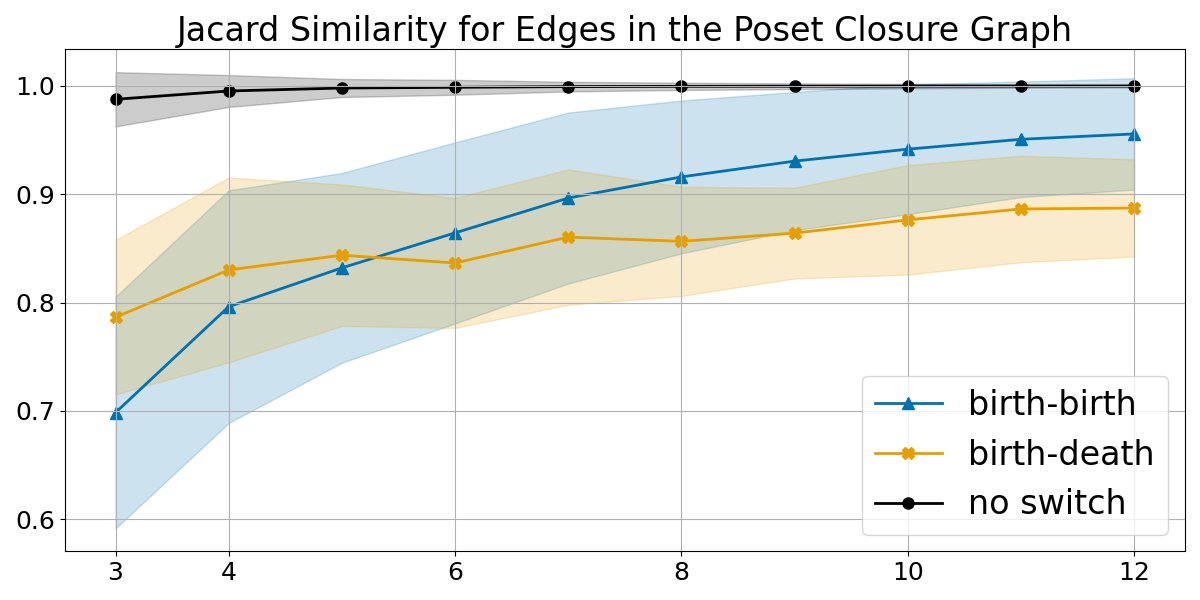 Jacard Similarity for Edges in the Poset Closure Graph
1.0
0.9
0.8
0.7
0.6
birth-birth
birth-death
no switch
3 4 6 8 10 12